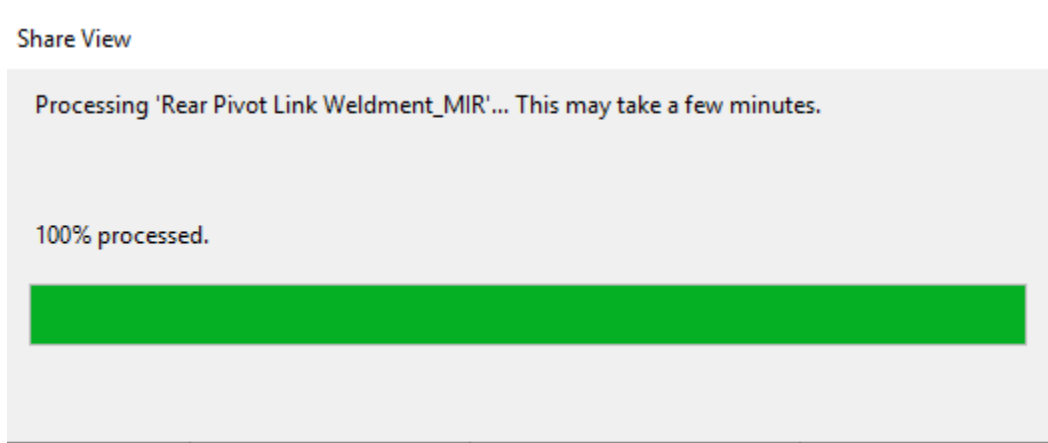 Share View
Processing 'Rear Pivot Link Weldment_MIR'... This may take a few minutes.
100% processed.